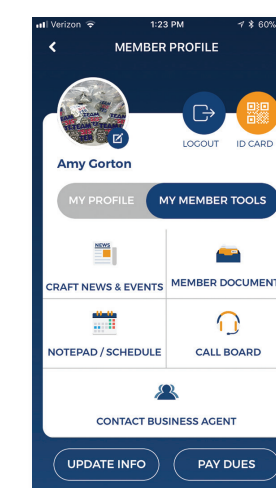 Verizon 1:23 PM 60%
MEMBER PROFILE
LOGOUT ID CARD
Amy Gorton
MY PROFILE MY MEMBER TOOLS
NEWS
CRAFT NEWS & EVENTS MEMBER DOCUMENT
NOTEPAD / SCHEDULE CALL BOARD
CONTACT BUSINESS AGENT
UPDATE INFO PAY DUES